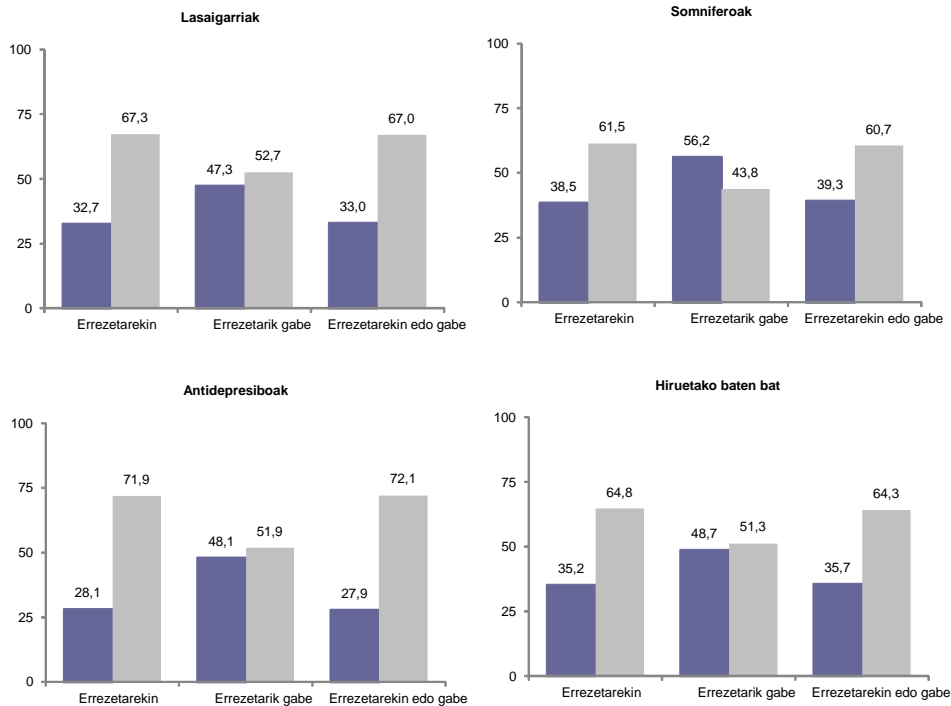 Lasaigarriak
100
75
50
25
0
32,7
67,3
47,3
52,7
33,0
67,0
Errezetarekin
Errezetarik gabe
Errezetarekin edo gabe
Somniferoak
100
75
50
25
0
38,5
61,5
56,2
43,8
39,3
60,7
Errezetarekin
Errezetarik gabe
Errezetarekin edo gabe
Antidepresiboak
100
75
50
25
0
28,1
71,9
48,1
51,9
27,9
72,1
Errezetarekin
Errezetarik gabe
Errezetarekin edo gabe
Hiruetako baten bat
100
75
50
25
0
35,2
64,8
48,7
51,3
35,7
64,3
Errezetarekin
Errezetarik gabe
Errezetarekin edo gabe